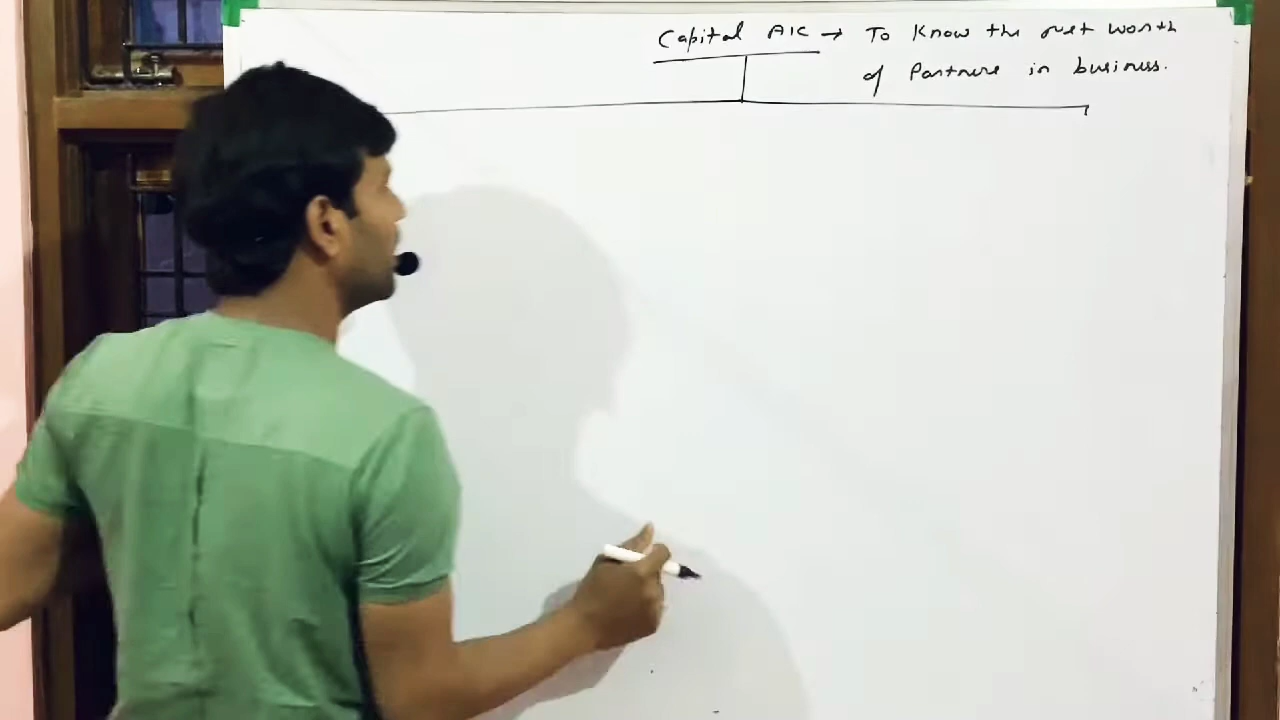 Capital A/C → To Know the net worth
of Partners in business.